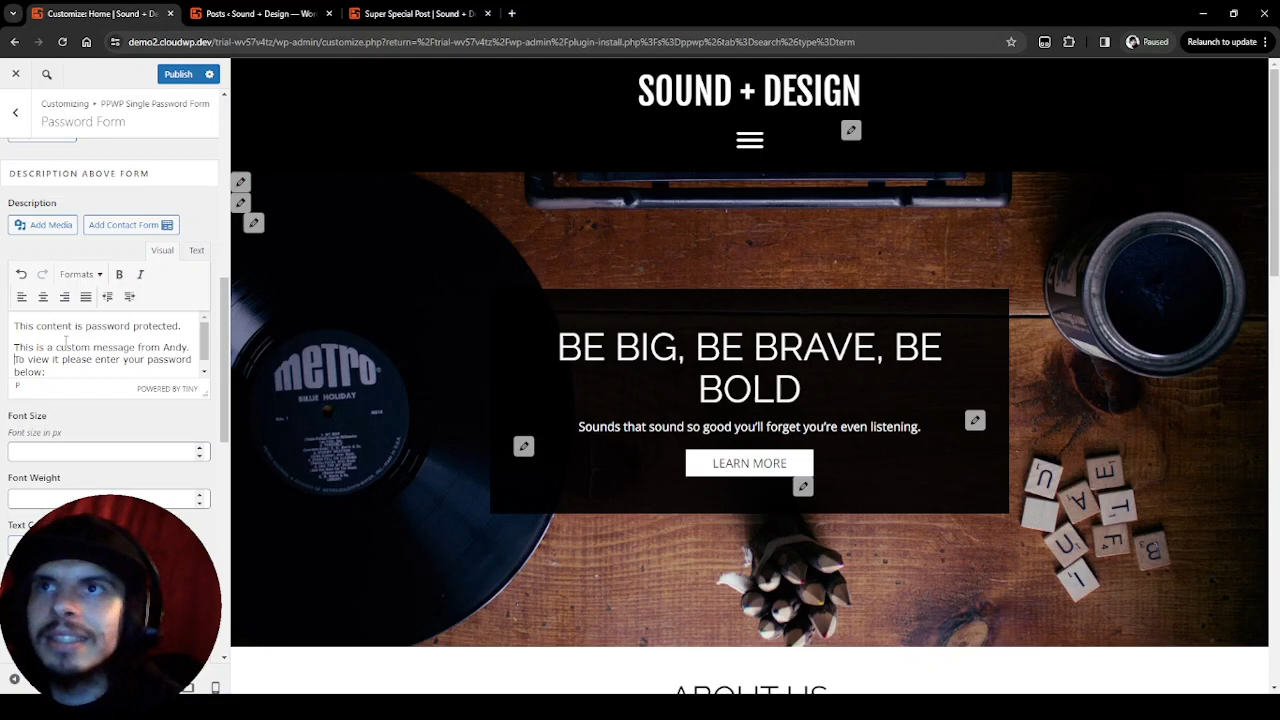 Customize: Home | Sound + De
Posts ‹ Sound + Design — Wor
Super Special Post | Sound + D
demo2.cloudwp.dev/trial-wv57v4tz/wp-admin/customize.php?return=%2Ftrial-wv57v4tz%2Fwp-admin%2Fplugin-install.php%3Fs%3Dppwp%26tab%3Dsearch%26type%3Dterm
Paused
Relaunch to update
Publish
Customizing ▸ PPWP Single Password Form
Password Form
DESCRIPTION ABOVE FORM
Description
Add Media
Add Contact Form
Visual
Text
Formats
B
I
This content is password protected.
This is a custom message from Andy.
To view it please enter your password
below:
P
POWERED BY TINY
Font Size
Font size in px
Font Weight
Text C
SOUND + DESIGN
metro
BILLIE HOLIDAY
BE BIG, BE BRAVE, BE
BOLD
Sounds that sound so good you'll forget you're even listening.
LEARN MORE
U
E
A
T
U
F
B
I
ABOUT US